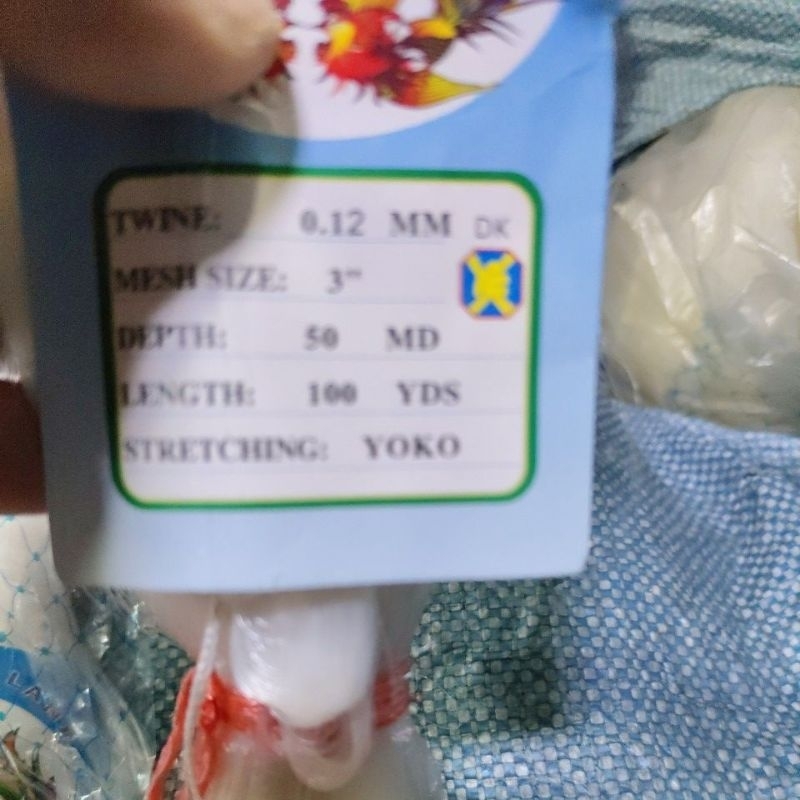 TWINE: 0.12 MM DK
MESH SIZE: 3"
DEPTH: 50 MD
LENGTH: 100 YDS
STRETCHING: YOKO